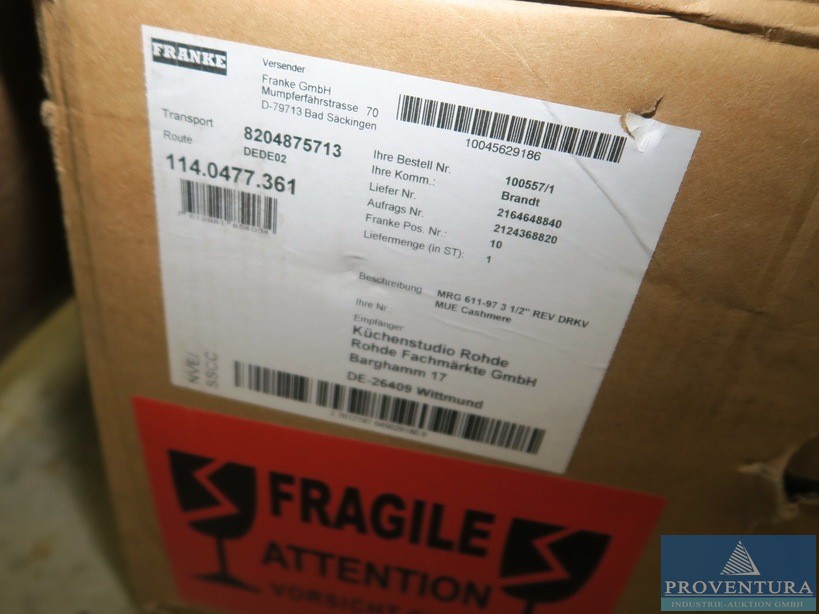 FRANKE
Versender
Franke GmbH
Mumpferfährstrasse 70
D-79713 Bad Säckingen
10045629186
Transport 8204875713
Route DEDE02
114.0477.361
Ihre Bestell Nr. 100557/1
Ihre Komm.: Brandt
Liefer Nr. 2164648840
Aufrags Nr. 2124368820
Franke Pos. Nr.: 10
Liefermenge (in ST): 1
Beschreibung MRG 611-97 3 1/2" REV DRKV
MUE Cashmere
Ihre Nr
Empfänger
Küchenstudio Rohde
Rohde Fachmärkte GmbH
Barghamm 17
DE-26409 Wittmund
NVE/
SSCC
FRAGILE
ATTENTION
VORSICHT
PROVENTURA
INDUSTRIE-AUKTION GMBH